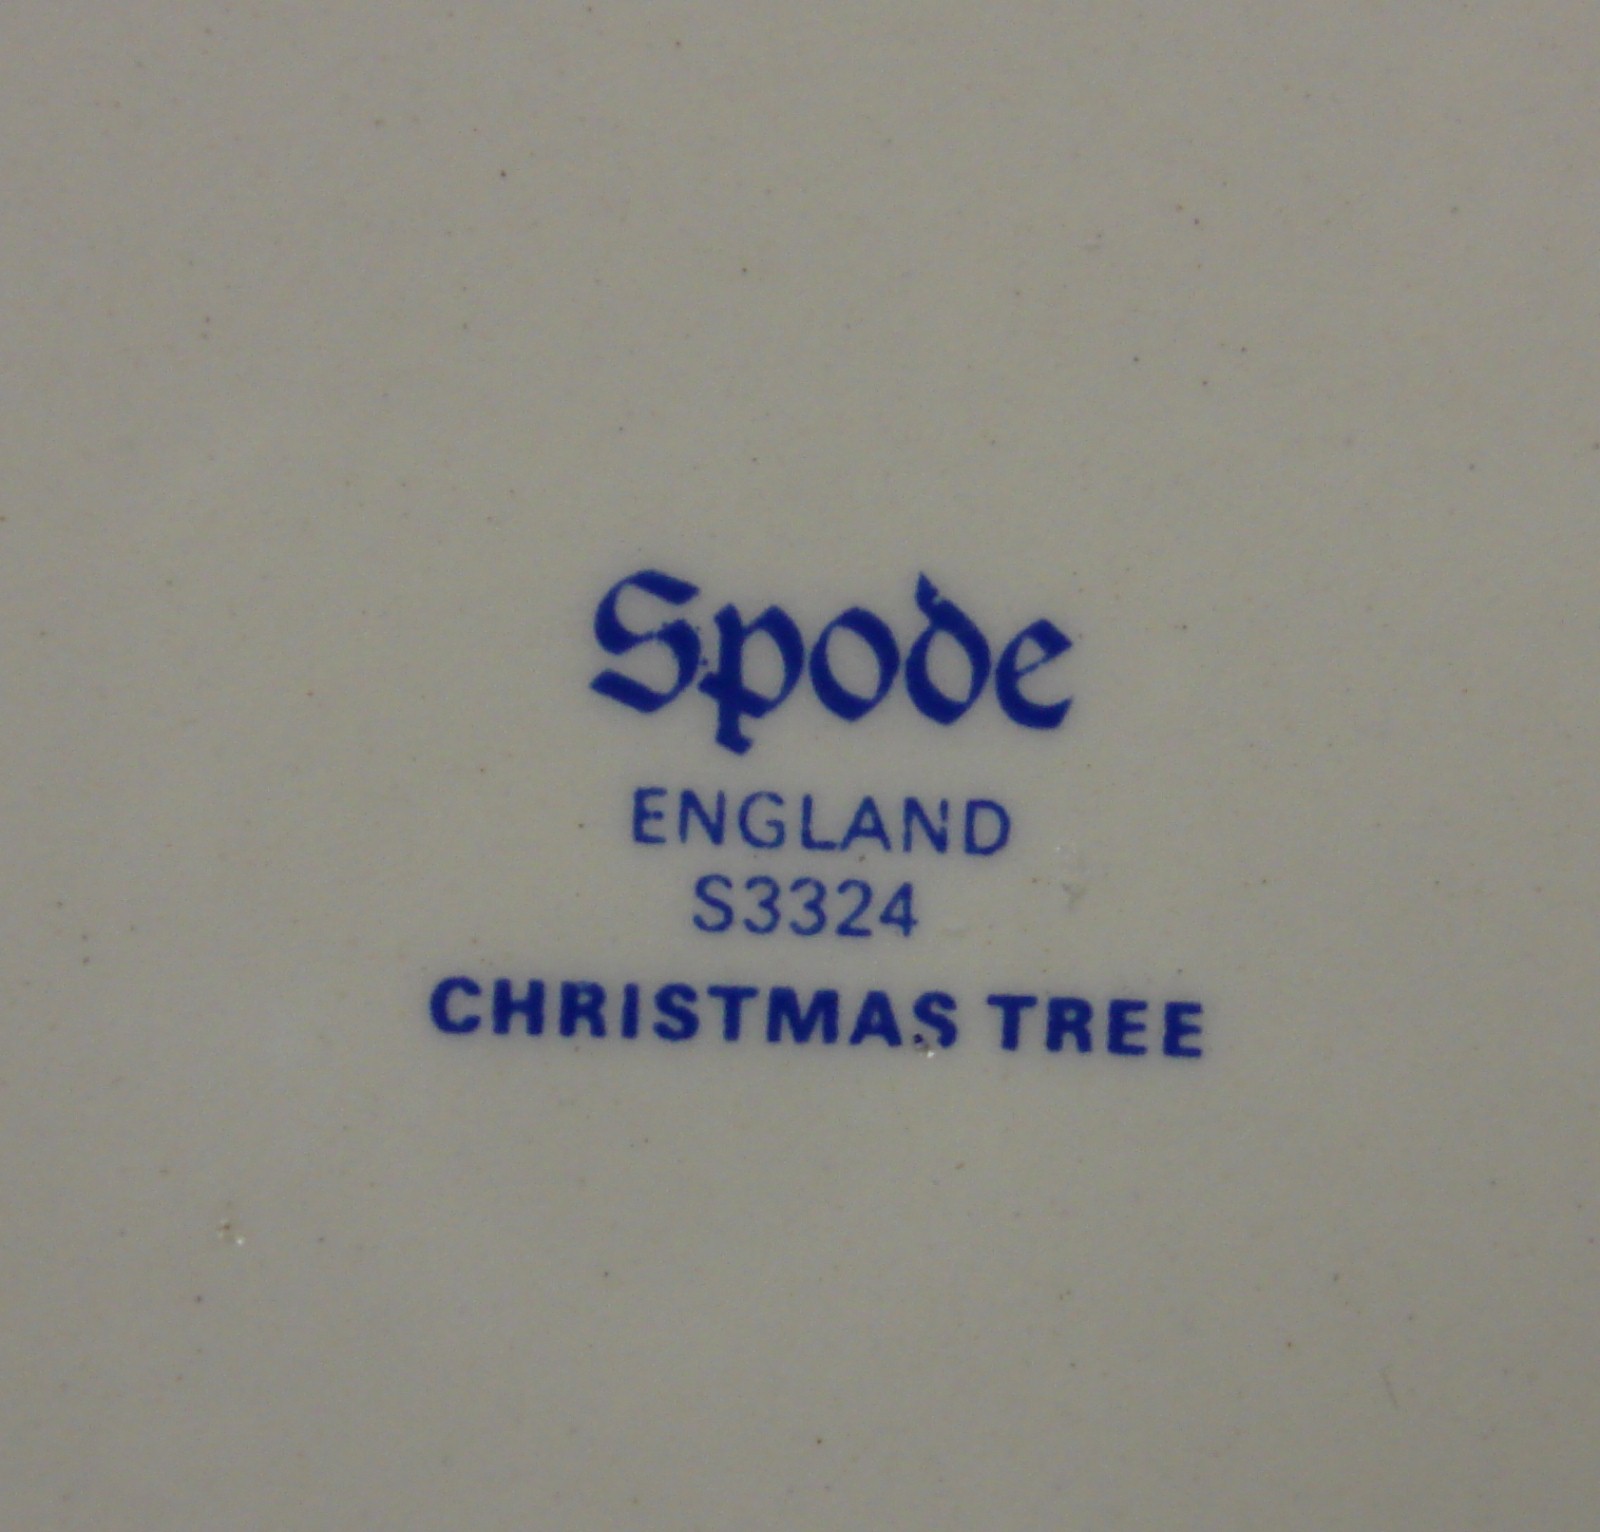 Spode
ENGLAND
S3324
CHRISTMAS TREE